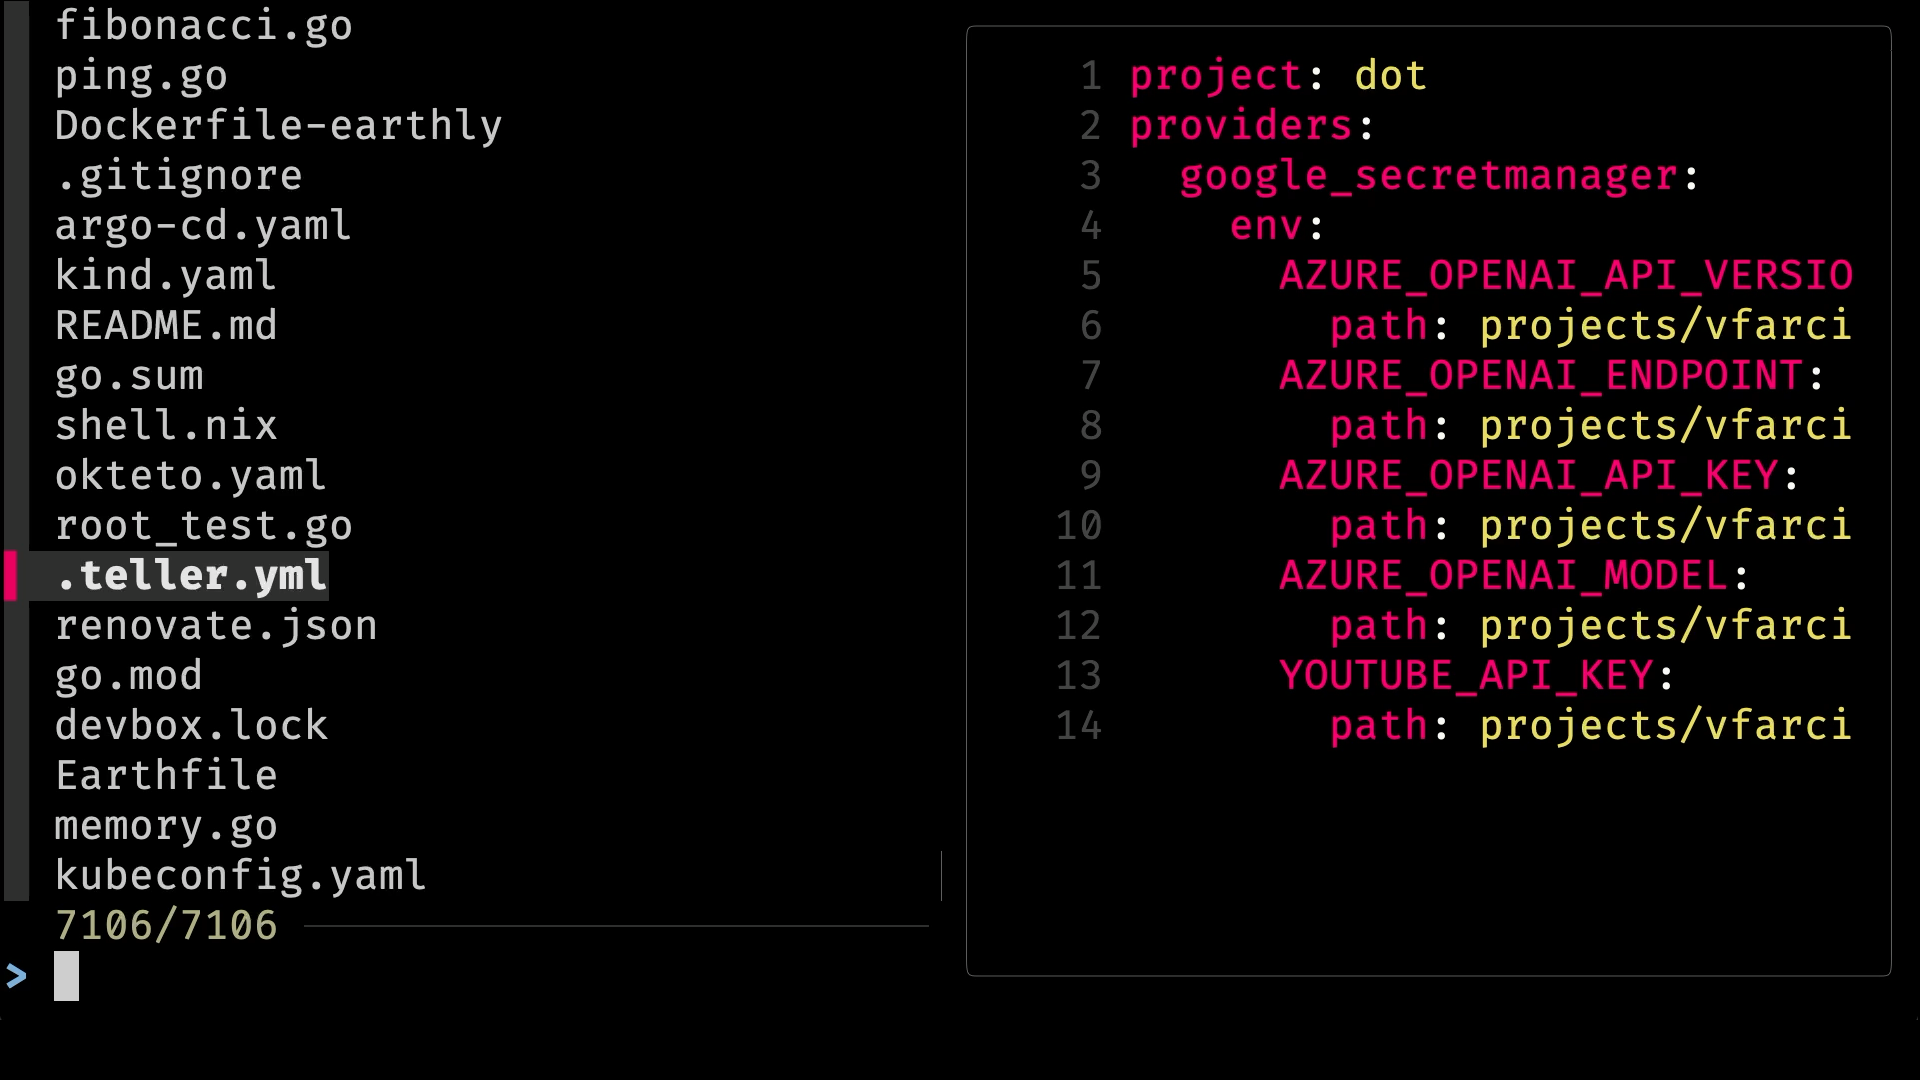 fibonacci.go
ping.go
Dockerfile-earthly
.gitignore
argo-cd.yaml
kind.yaml
README.md
go.sum
shell.nix
okteto.yaml
root_test.go
.teller.yml
renovate.json
go.mod
devbox.lock
Earthfile
memory.go
kubeconfig.yaml
7106/7106
>
1 project: dot
2 providers:
3 google_secretmanager:
4 env:
5 AZURE_OPENAI_API_VERSIO
6 path: projects/vfarci
7 AZURE_OPENAI_ENDPOINT:
8 path: projects/vfarci
9 AZURE_OPENAI_API_KEY:
10 path: projects/vfarci
11 AZURE_OPENAI_MODEL:
12 path: projects/vfarci
13 YOUTUBE_API_KEY:
14 path: projects/vfarci